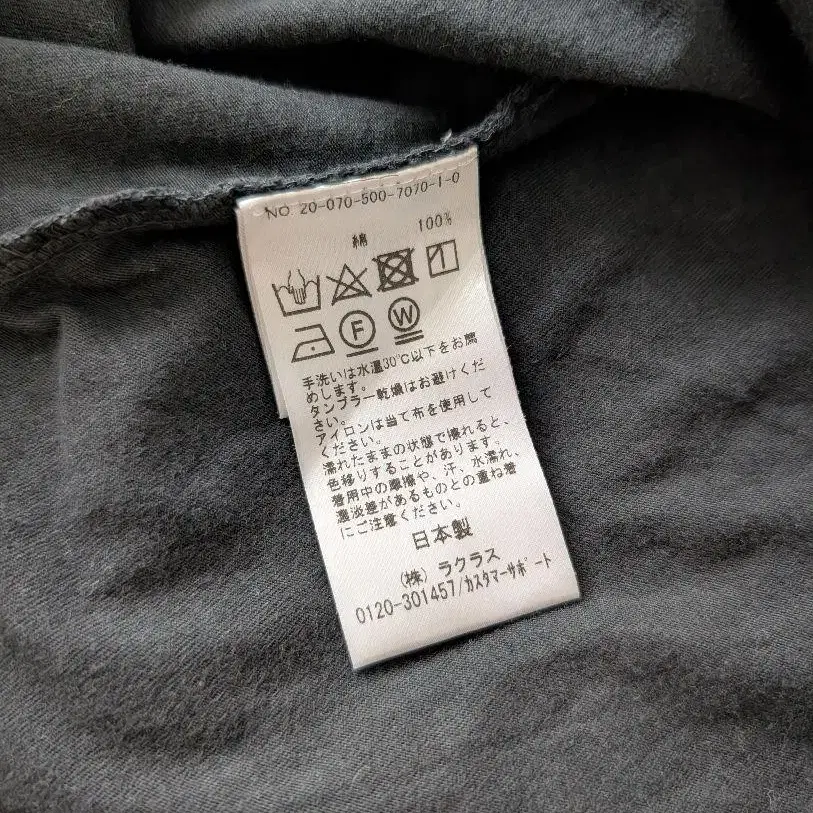 NO. 20-070-500-7070-1-0
綿 100%
F W
手洗いは水温30℃以下をお薦
めします。
タンブラー乾燥はお避けくだ
さい。
アイロンは当て布を使用して
ください。
濡れたままの状態で擦れると、
色移りすることがあります。
着用中の摩擦や、汗、水濡れ、
濃淡差があるものとの重ね着
にご注意ください。
日本製
(株) ラクラス
0120-301457/カスタマーサポート